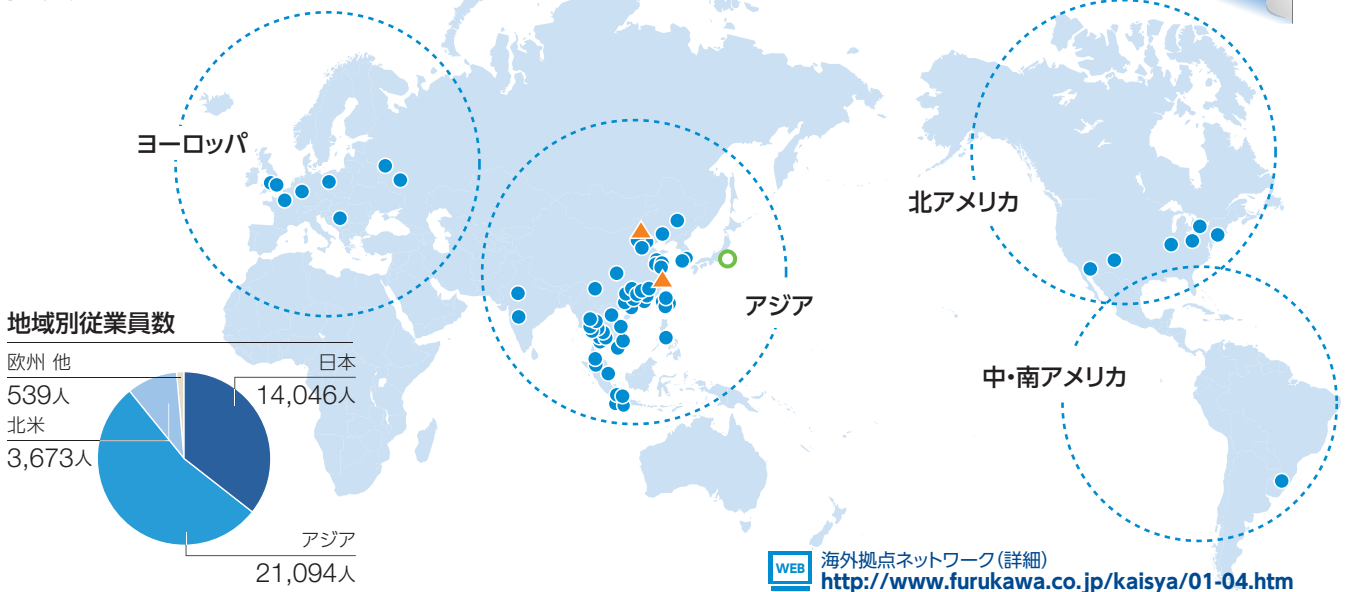 ヨーロッパ
アジア
北アメリカ
中・南アメリカ
地域別従業員数
欧州 他
539人
北米
3,673人
日本
14,046人
アジア
21,094人
WEB
海外拠点ネットワーク(詳細)
http://www.furukawa.co.jp/kaisya/01-04.htm